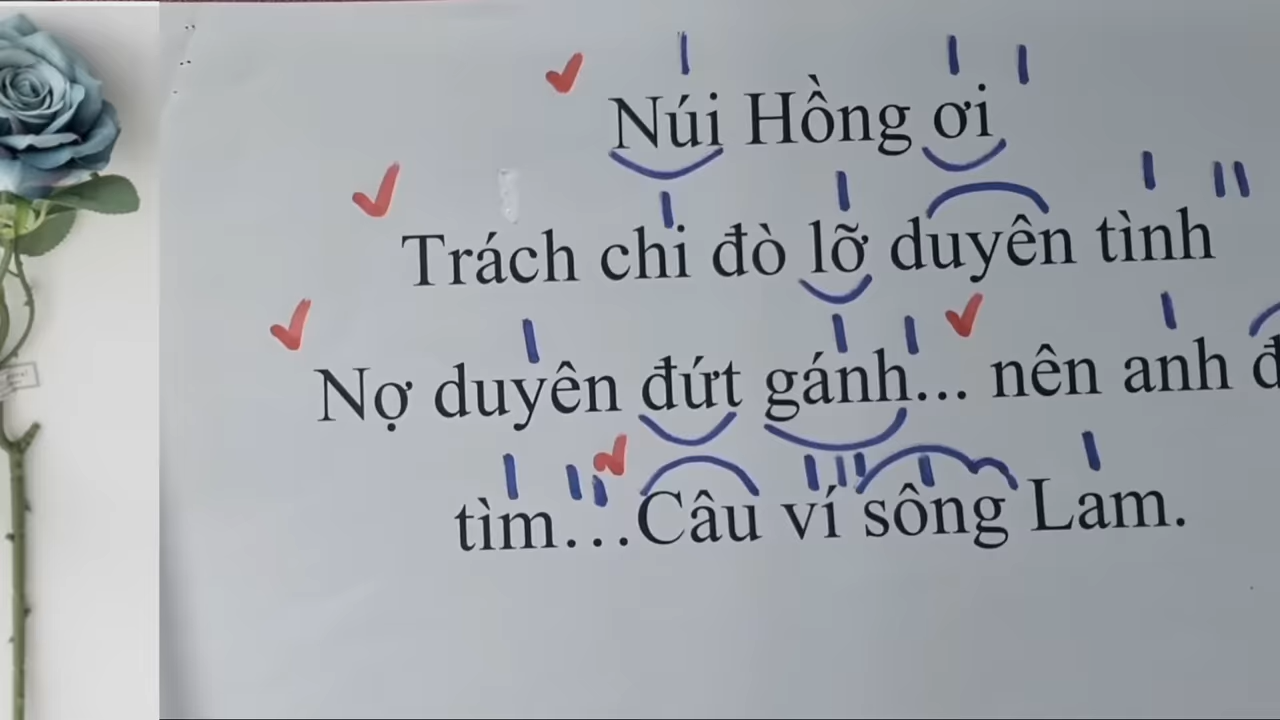 Núi Hồng ơi
Trách chi đò lỡ duyên tình
Nợ duyên đứt gánh... nên anh
tìm...Câu ví sông Lam.